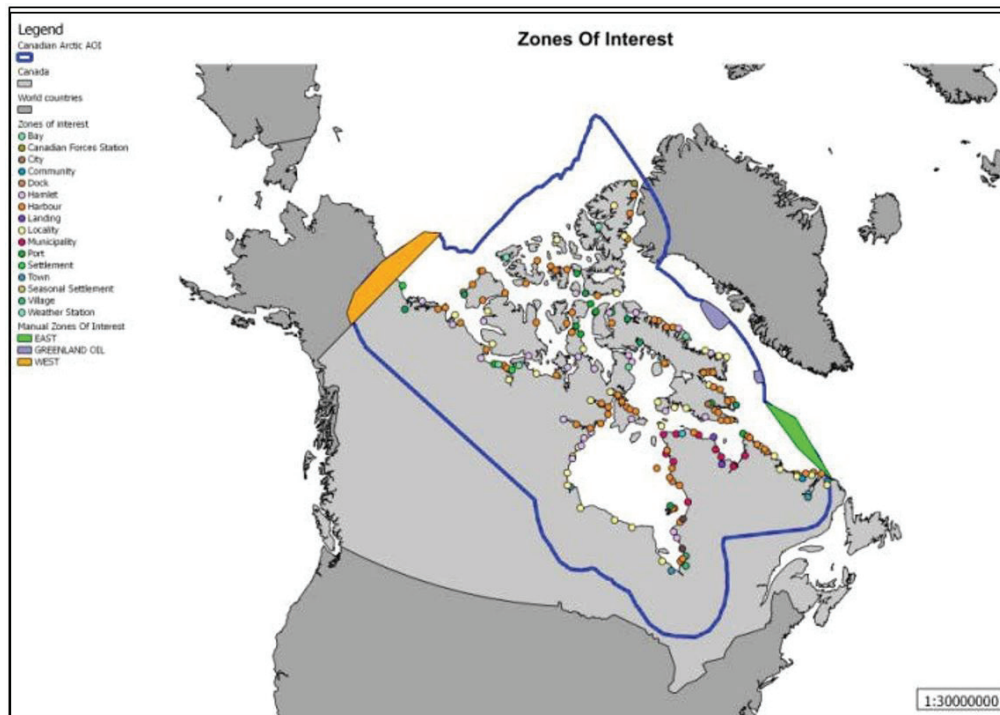 Zones Of Interest
Legend
Canadian Arctic AOI
Canada
World countries
Zones of interest
Bay
Canadian Forces Station
City
Community
Dock
Hamlet
Harbour
Landing
Locality
Municipality
Port
Settlement
Town
Seasonal Settlement
Village
Weather Station
Manual Zones Of Interest
EAST
GREENLAND OIL
WEST
1:30000000